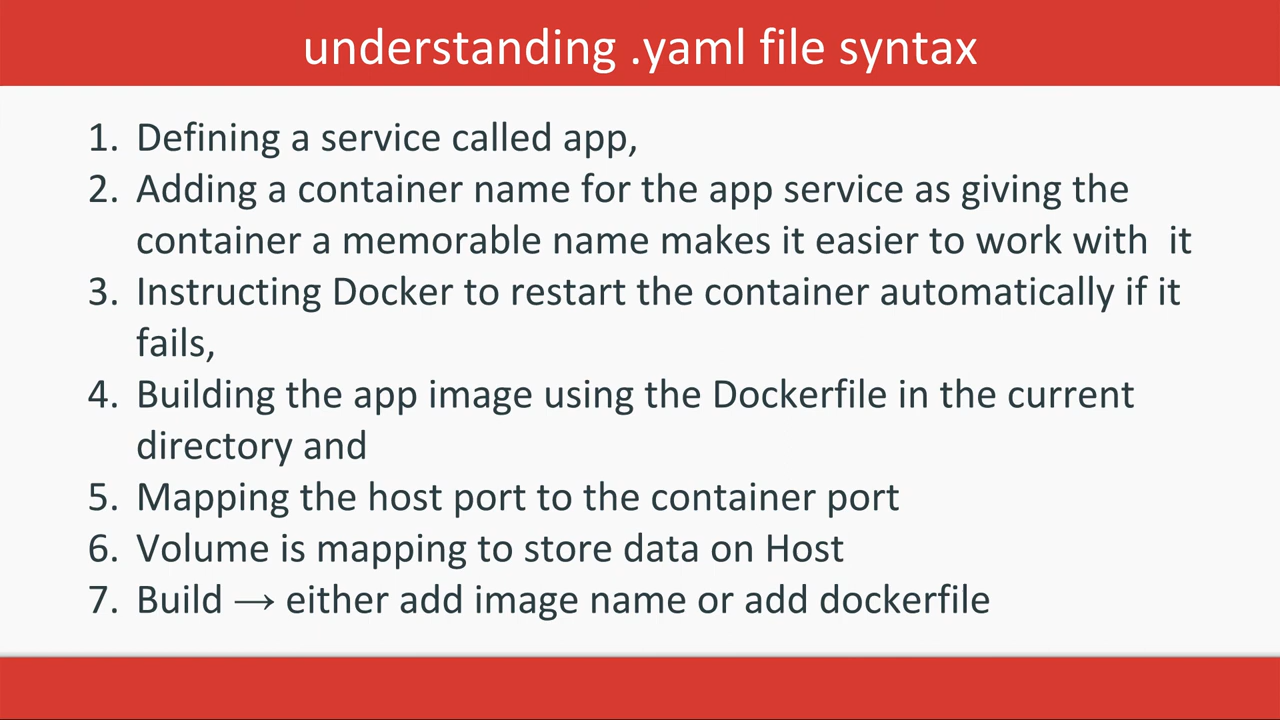 understanding .yaml file syntax
1. Defining a service called app,
2. Adding a container name for the app service as giving the
container a memorable name makes it easier to work with  it
3. Instructing Docker to restart the container automatically if it
fails,
4. Building the app image using the Dockerfile in the current
directory and
5. Mapping the host port to the container port
6. Volume is mapping to store data on Host
7. Build → either add image name or add dockerfile